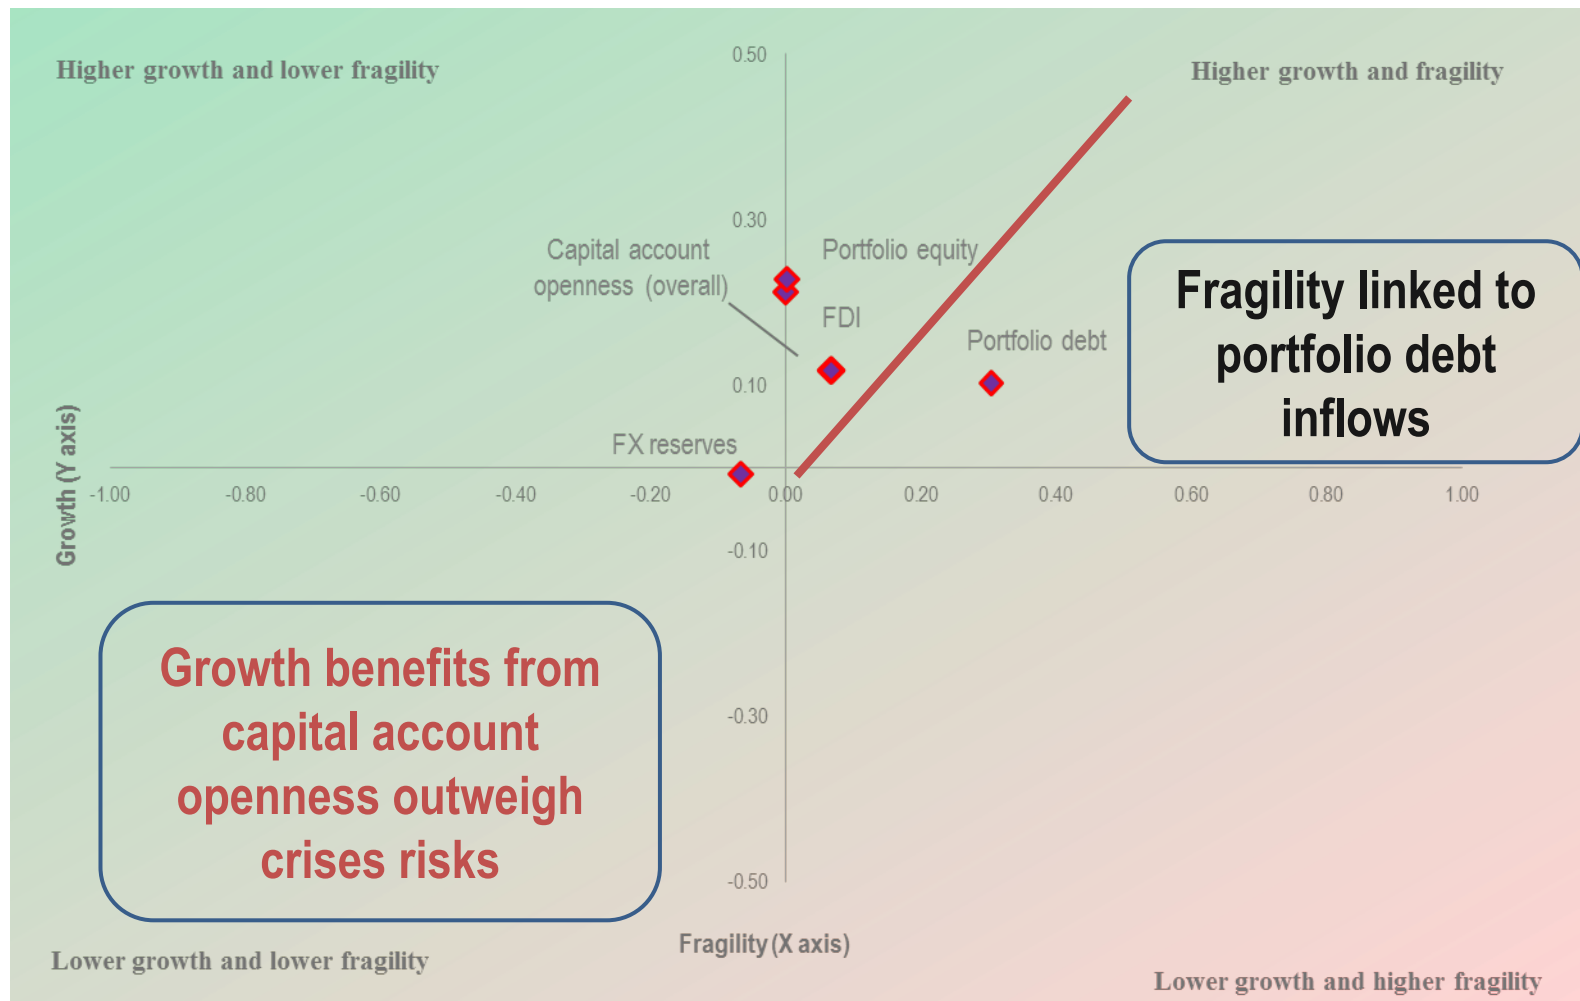 Higher growth and lower fragility
Higher growth and fragility
0.50
0.30
0.10
-0.10
-0.30
-0.50
Capital account
openness (overall)
Portfolio equity
FDI
Portfolio debt
FX reserves
Fragility linked to
portfolio debt
inflows
Growth (Y axis)
-1.00
-0.80
-0.60
-0.40
-0.20
0.00
0.20
0.40
0.60
0.80
1.00
Growth benefits from
capital account
openness outweigh
crises risks
Fragility (X axis)
Lower growth and lower fragility
Lower growth and higher fragility